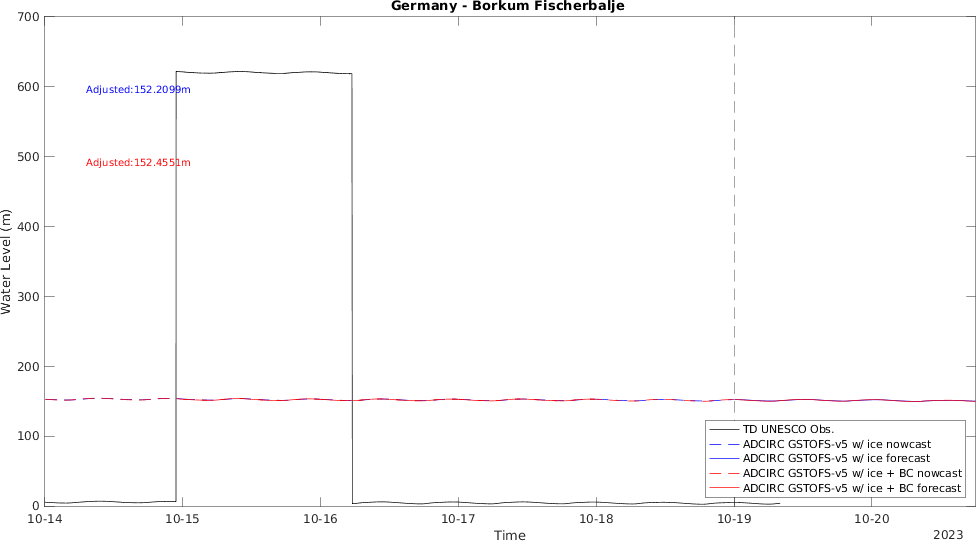 Germany - Borkum Fischerbalje
700
600
500
400
300
200
100
0
Water Level (m)
Adjusted:152.2099m
Adjusted:152.4551m
TD UNESCO Obs.
ADCIRC GSTOFS-v5 w/ ice nowcast
ADCIRC GSTOFS-v5 w/ ice forecast
ADCIRC GSTOFS-v5 w/ ice + BC nowcast
ADCIRC GSTOFS-v5 w/ ice + BC forecast
10-14 10-15 10-16 10-17 10-18 10-19 10-20
Time
2023